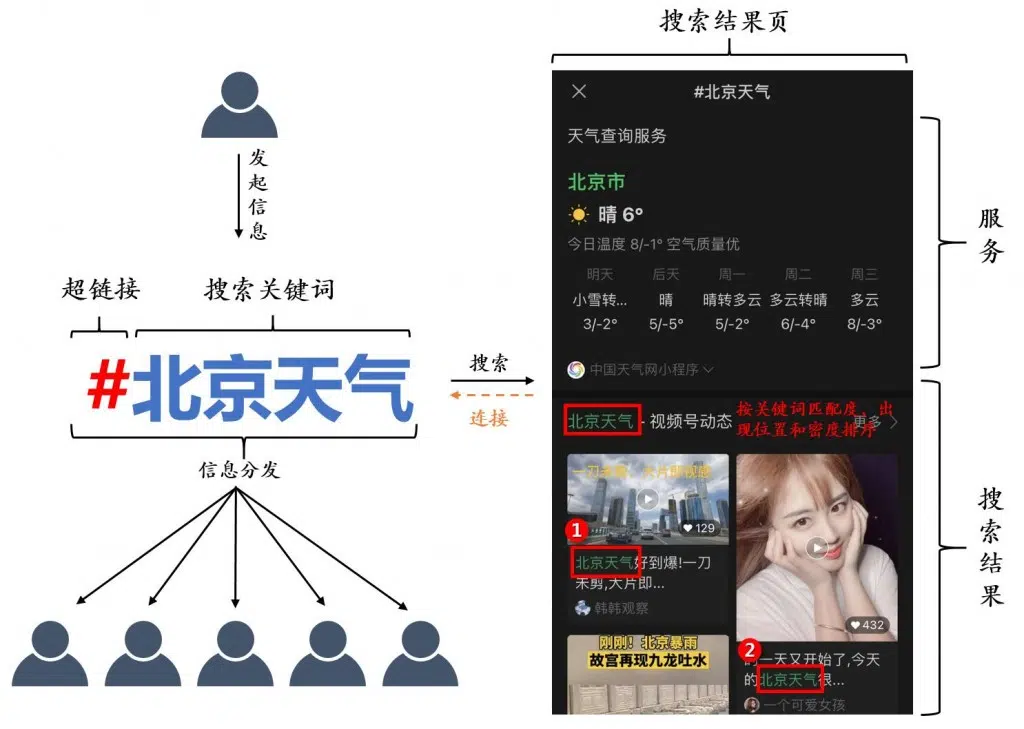 搜索结果页
发起信息
超链接
搜索关键词
#北京天气
信息分发
搜索
连接
#北京天气
天气查询服务
北京市
晴 6°
今日温度 8/-1° 空气质量优
明天 后天 周一 周二 周三
小雪转... 晴 晴转多云 多云转晴 多云
3/-2° 5/-5° 5/-2° 6/-4° 8/-3°
中国天气网小程序
服务
北京天气 - 视频号动态 更多
按关键词匹配度，出
现位置和密度排序
一刀未剪，大片即视感
129
1
北京天气好到爆!一刀
未剪,大片即...
韩韩观察
刚刚！北京暴雨
故宫再现九龙吐水
432
2
的一天又开始了,今天
的北京天气很...
一个可爱女孩
搜索结果